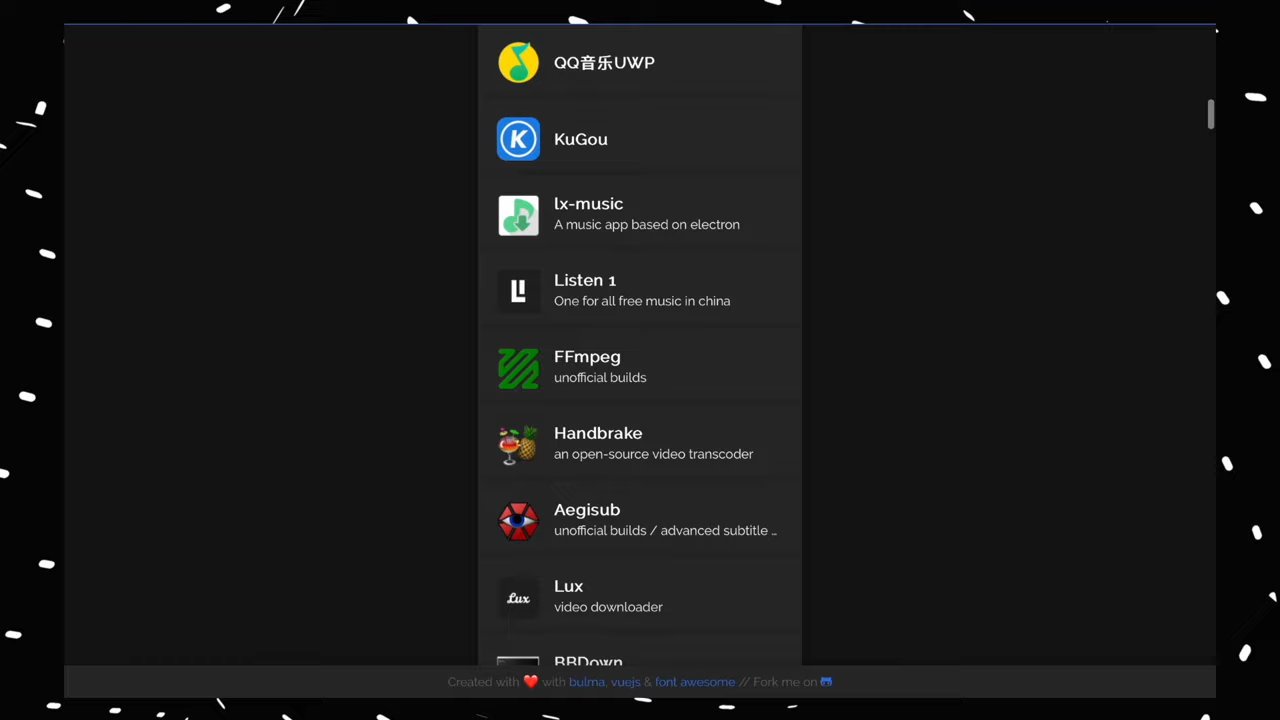 QQ音乐UWP
K
KuGou
lx-music
A music app based on electron
Listen 1
One for all free music in china
FFmpeg
unofficial builds
Handbrake
an open-source video transcoder
Aegisub
unofficial builds / advanced subtitle ...
Lux
Lux
video downloader
BBDown
Created with ❤️ with bulma, vuejs & font awesome // Fork me on